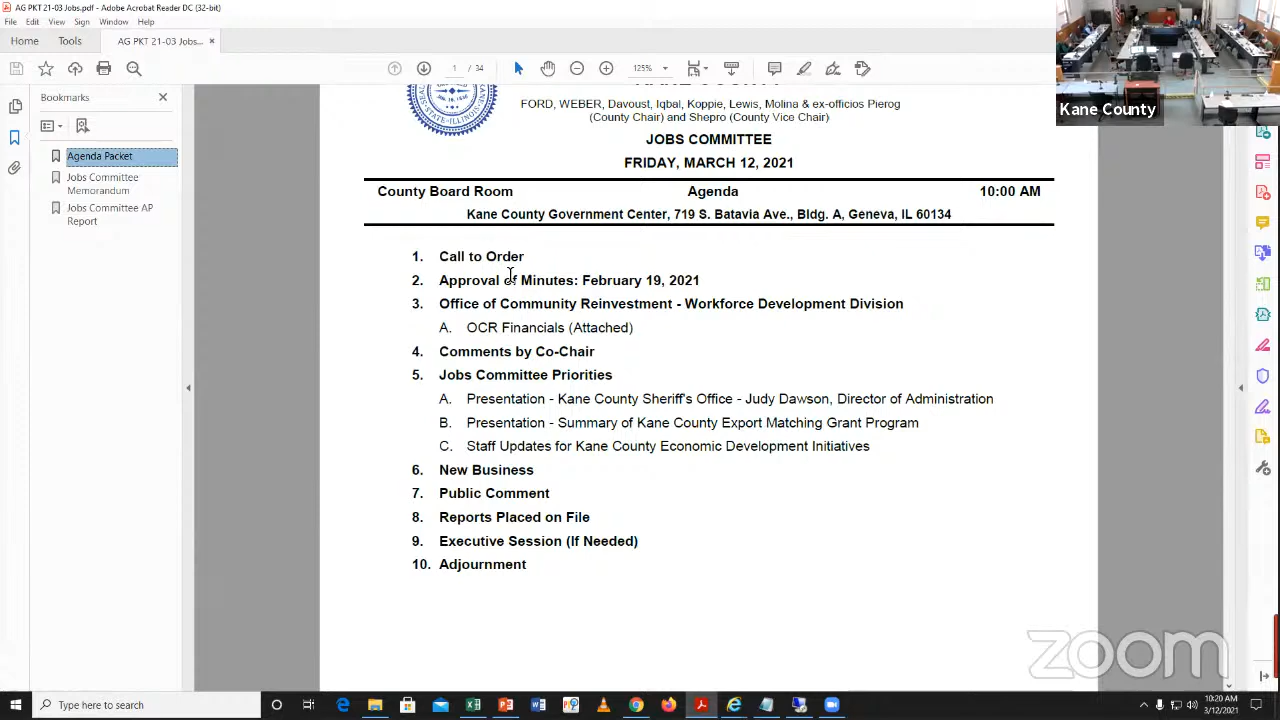 AG PKT 21-03 Jobs.pdf - Adobe Acrobat Reader DC (32-bit)
File Edit View Sign Window Help
Home Tools AG PKT 21-03 Jobs... ×
1 / 34 125%
Bookmarks
Agenda Packet
Jobs Committee
Memorandum
Jobs Committee AP
Report
FORD, WEBER, Davoust, Iqbal, Koppie, Lewis, Molina & ex-officios Pierog
(County Chair) and Shepro (County Vice Chair)
JOBS COMMITTEE
FRIDAY, MARCH 12, 2021
County Board Room Agenda 10:00 AM
Kane County Government Center, 719 S. Batavia Ave., Bldg. A, Geneva, IL 60134
1. Call to Order
2. Approval of Minutes: February 19, 2021
3. Office of Community Reinvestment - Workforce Development Division
A. OCR Financials (Attached)
4. Comments by Co-Chair
5. Jobs Committee Priorities
A. Presentation - Kane County Sheriff's Office - Judy Dawson, Director of Administration
B. Presentation - Summary of Kane County Export Matching Grant Program
C. Staff Updates for Kane County Economic Development Initiatives
6. New Business
7. Public Comment
8. Reports Placed on File
9. Executive Session (If Needed)
10. Adjournment
Kane County
zoom
Type here to search
10:20 AM
3/12/2021